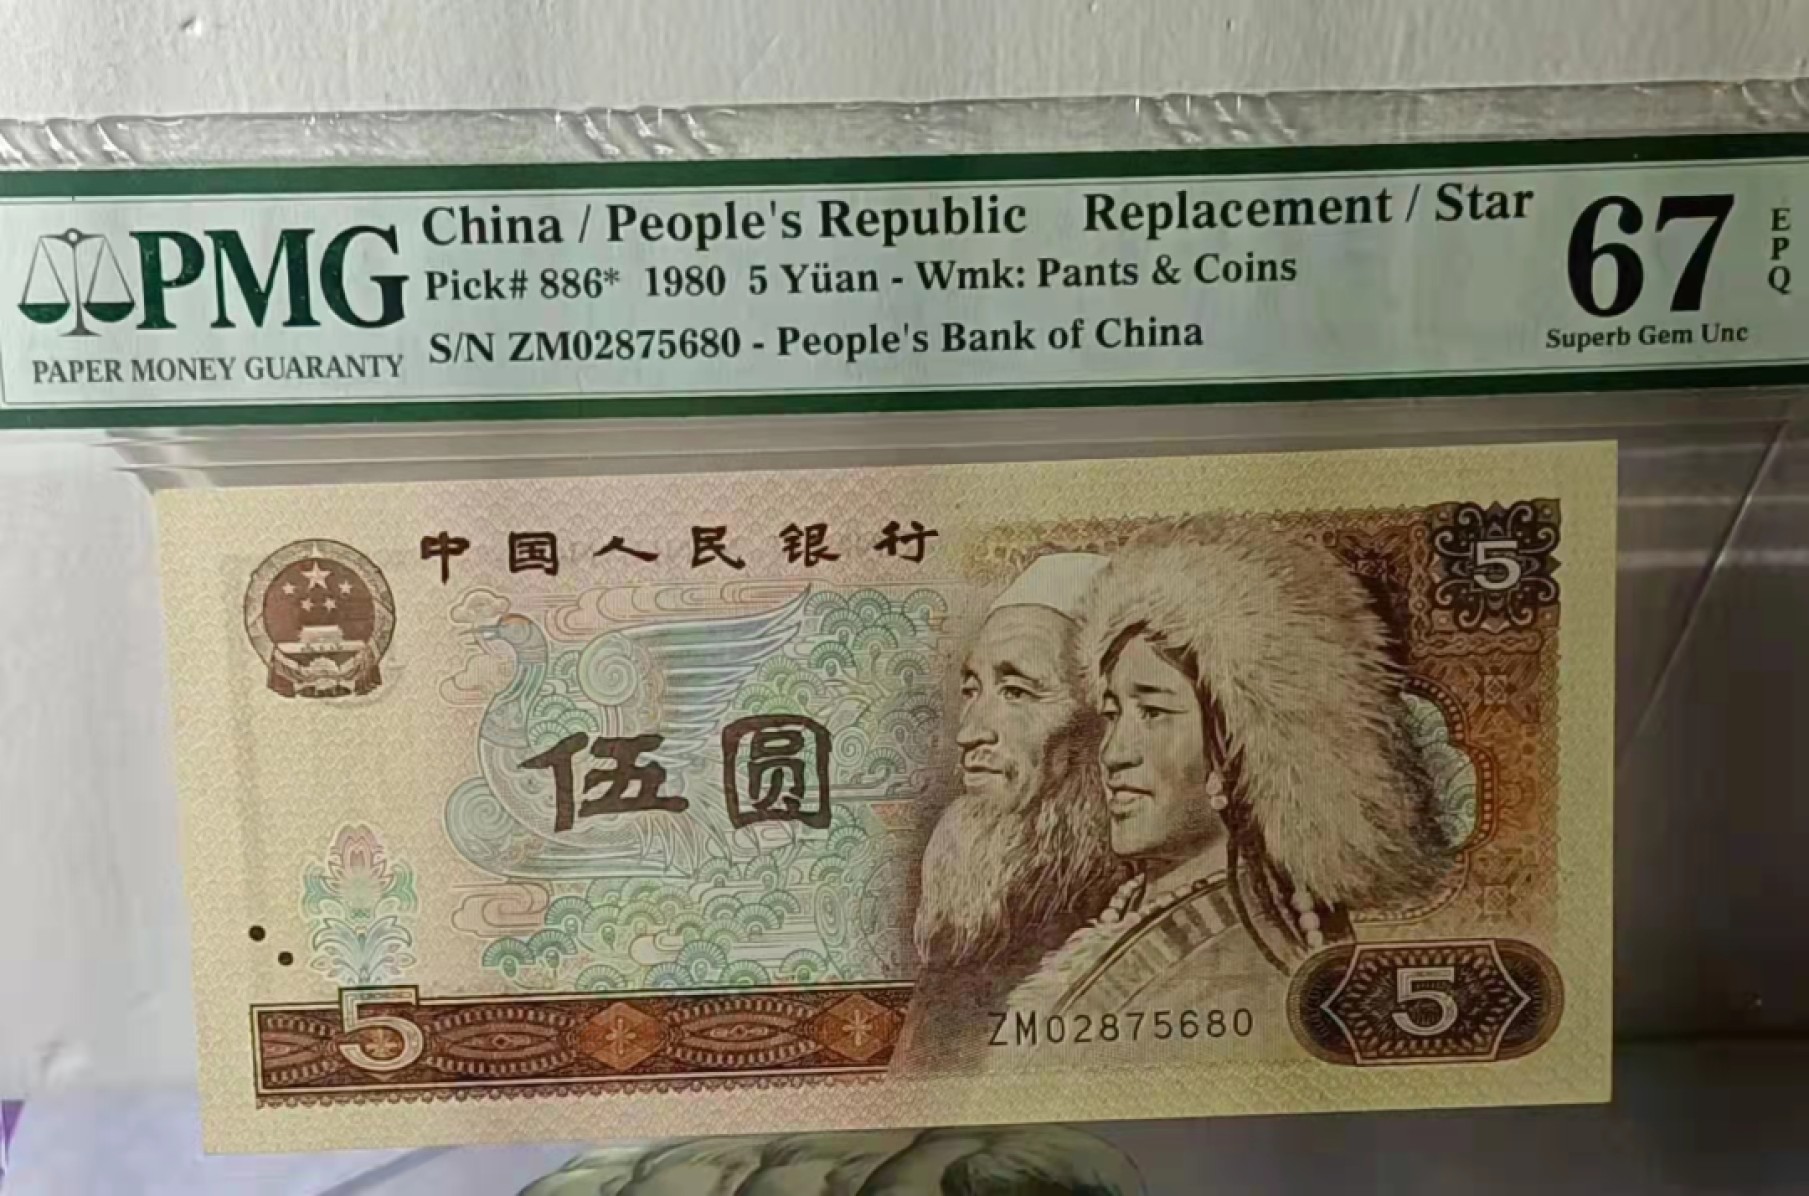 PMG
PAPER MONEY GUARANTY
China / People's Republic Replacement / Star
Pick# 886* 1980 5 Yüan - Wmk: Pants & Coins
S/N ZM02875680 - People's Bank of China
67
EPQ
Superb Gem Unc
中国人民银行
5
伍圆
5
ZM02875680
5